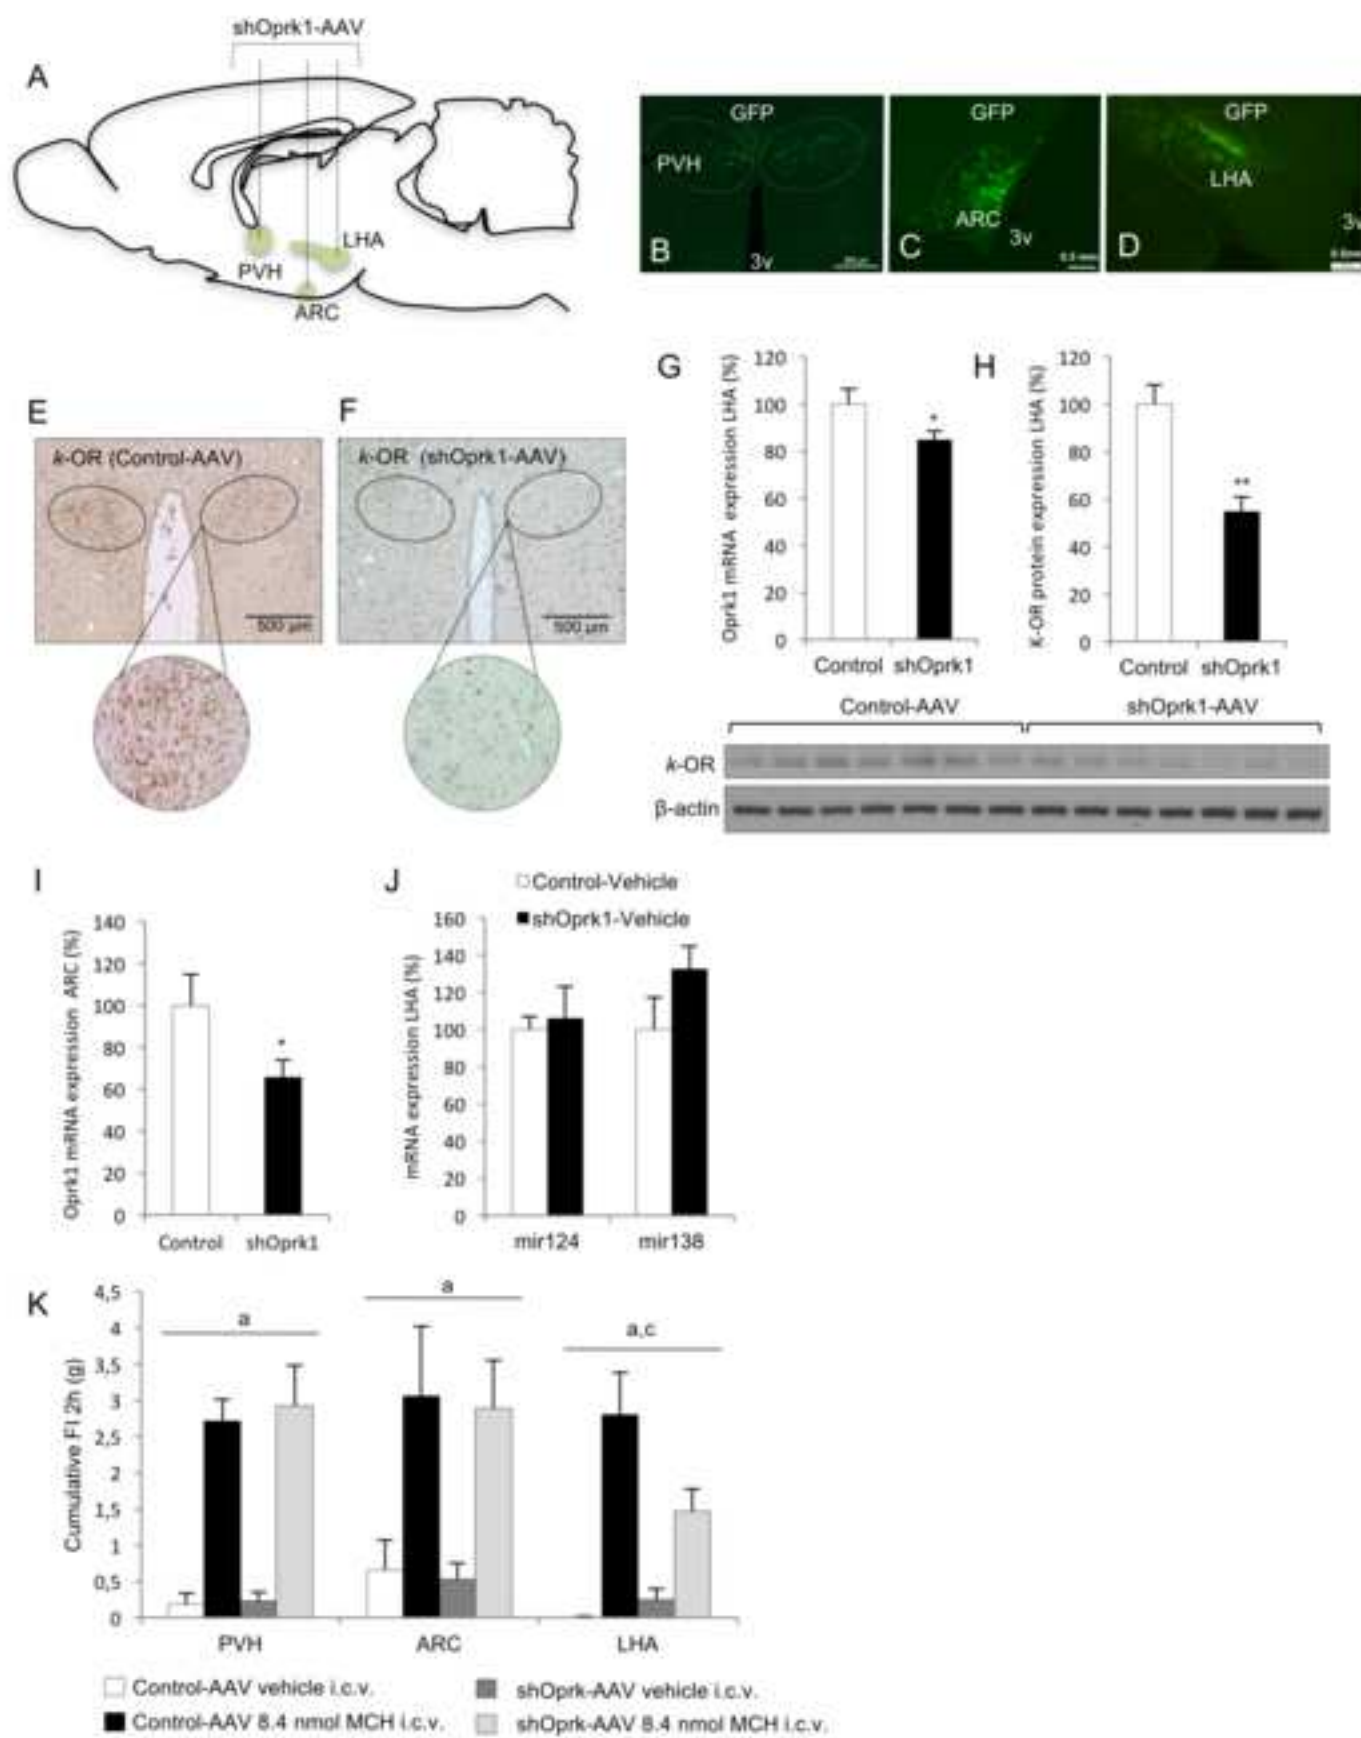 shOprk1-AAV
A
PVH
LHA
ARC
GFP
PVH
B
3v
GFP
ARC
3v
C
0.5 mm
GFP
LHA
D
3v
E
k-OR (Control-AAV)
500 µm
F
k-OR (shOprk1-AAV)
500 µm
G
Oprk1 mRNA expression LHA (%)
120
100
80
60
40
20
0
Control shOprk1
*
H
K-OR protein expression LHA (%)
120
100
80
60
40
20
0
Control shOprk1
**
Control-AAV shOprk1-AAV
k-OR
β-actin
I
Oprk1 mRNA expression ARC (%)
140
120
100
80
60
40
20
0
Control shOprk1
*
J
Control-Vehicle
shOprk1-Vehicle
mRNA expression LHA (%)
160
140
120
100
80
60
40
20
0
mir124 mir138
K
Cumulative FI 2h (g)
4,5
4
3,5
3
2,5
2
1,5
1
0,5
0
a
a
a,c
PVH ARC LHA
Control-AAV vehicle i.c.v.
shOprk-AAV vehicle i.c.v.
Control-AAV 8.4 nmol MCH i.c.v.
shOprk-AAV 8.4 nmol MCH i.c.v.